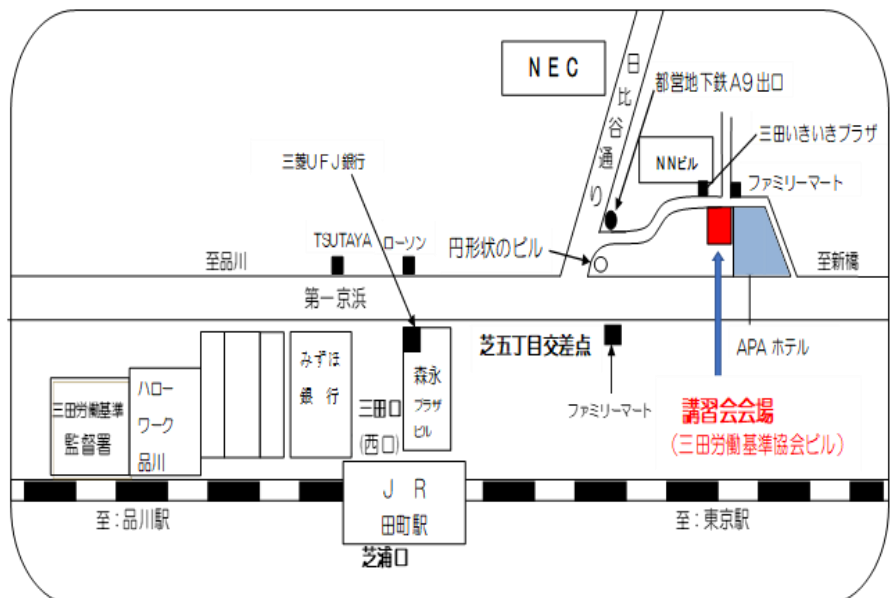 NEC
日比谷通り
都営地下鉄A9出口
三田いきいきプラザ
NNビル
ファミリーマート
三菱UFJ銀行
TSUTAYA
ローソン
円形状のビル
至品川
至新橋
第一京浜
芝五丁目交差点
APAホテル
みずほ
銀行
森永
プラザ
ビル
ファミリーマート
講習会会場
(三田労働基準協会ビル)
三田労働基準
監督署
ハロー
ワーク
品川
三田口
(西口)
JR
田町駅
至:品川駅
至:東京駅
芝浦口